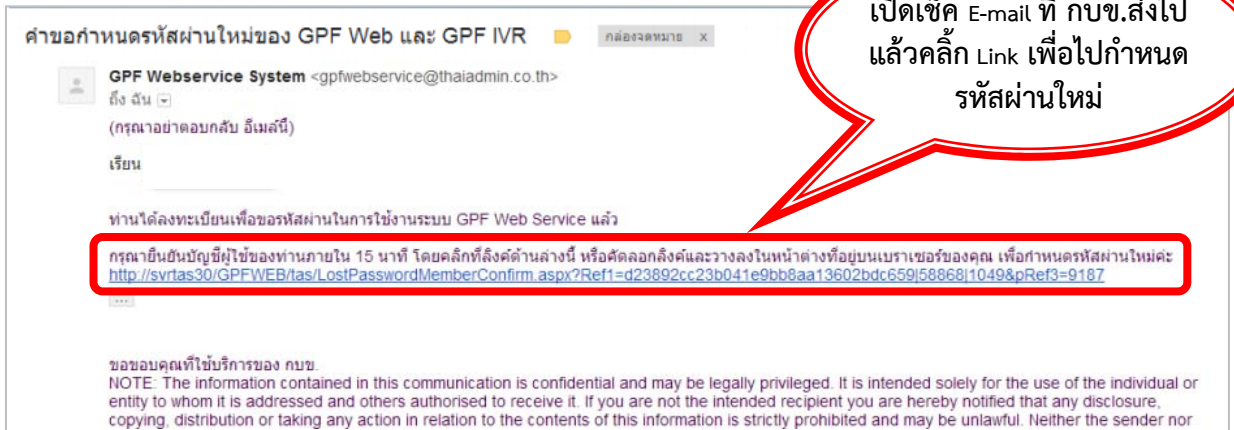 เปิดเช็ค E-mail ที่ กบข.ส่งไป
แล้วคลิ้ก Link เพื่อไปกำหนด
รหัสผ่านใหม่
คำขอกำหนดรหัสผ่านใหม่ของ GPF Web และ GPF IVR
กล่องจดหมาย x
GPF Webservice System <gpfwebservice@thaiadmin.co.th>
ถึง ฉัน
(กรุณาอย่าตอบกลับ อีเมล์นี้)
เรียน
ท่านได้ลงทะเบียนเพื่อขอรหัสผ่านในการใช้งานระบบ GPF Web Service แล้ว
กรุณายืนยันบัญชีผู้ใช้ของท่านภายใน 15 นาที โดยคลิกที่ลิงค์ด้านล่างนี้ หรือคัดลอกลิ้งค์และวางลงในหน้าต่างที่อยู่บนเบราเซอร์ของคุณ เพื่อกำหนดรหัสผ่านใหม่ค่ะ
http://svrtas30/GPFWEB/tas/LostPasswordMemberConfirm.aspx?Ref1=d23892cc23b041e9bb8aa13602bdc659|58868|1049&pRef3=9187
...
ขอขอบคุณที่ใช้บริการของ กบข.
NOTE: The information contained in this communication is confidential and may be legally privileged. It is intended solely for the use of the individual or
entity to whom it is addressed and others authorised to receive it. If you are not the intended recipient you are hereby notified that any disclosure,
copying, distribution or taking any action in relation to the contents of this information is strictly prohibited and may be unlawful. Neither the sender nor